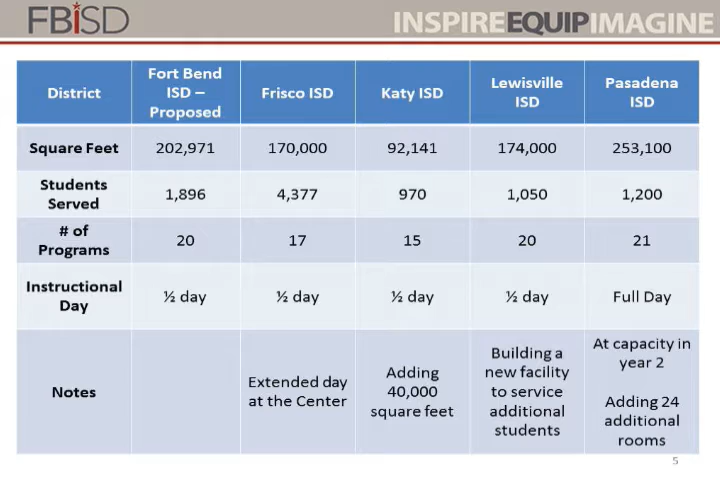 FBISD
INSPIREEQUIPIMAGINE
District
Fort Bend
ISD –
Proposed
Frisco ISD
Katy ISD
Lewisville
ISD
Pasadena
ISD
Square Feet
202,971
170,000
92,141
174,000
253,100
Students
Served
1,896
4,377
970
1,050
1,200
# of
Programs
20
17
15
20
21
Instructional
Day
½ day
½ day
½ day
½ day
Full Day
Notes
Extended day
at the Center
Adding
40,000
square feet
Building a
new facility
to service
additional
students
At capacity in
year 2
Adding 24
additional
rooms
5